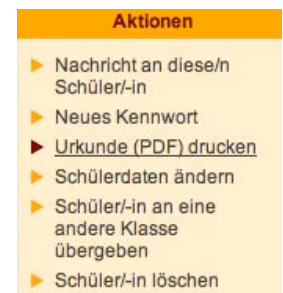 Aktionen
Nachricht an diese/n
Schüler/-in
Neues Kennwort
Urkunde (PDF) drucken
Schülerdaten ändern
Schüler/-in an eine
andere Klasse
übergeben
Schüler/-in löschen